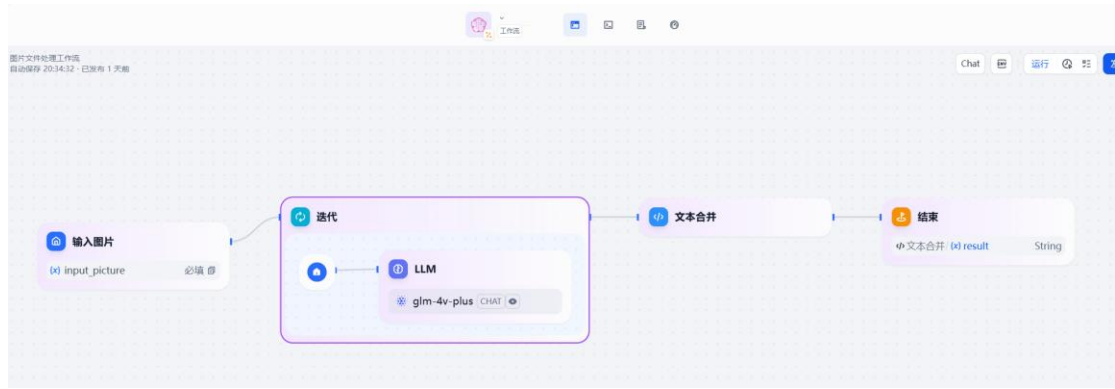 工作流
图片文件处理工作流
自动保存 20:34:32 · 已发布 1 天前
Chat
运行
输入图片
(x) input_picture 必填
迭代
LLM
glm-4v-plus CHAT
文本合并
结束
文本合并 / (x) result String